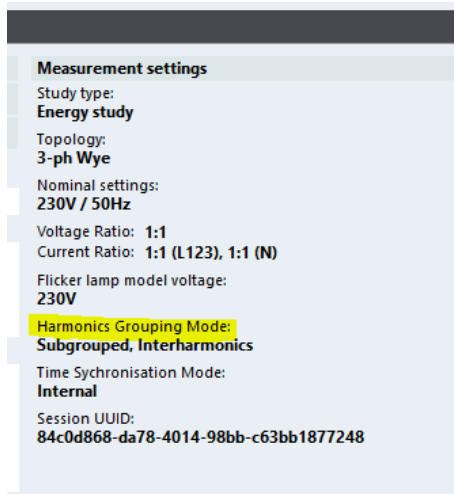 Measurement settings
Study type:
Energy study
Topology:
3-ph Wye
Nominal settings:
230V / 50Hz
Voltage Ratio: 1:1
Current Ratio: 1:1 (L123), 1:1 (N)
Flicker lamp model voltage:
230V
Harmonics Grouping Mode:
Subgrouped, Interharmonics
Time Sychronisation Mode:
Internal
Session UUID:
84c0d868-da78-4014-98bb-c63bb1877248